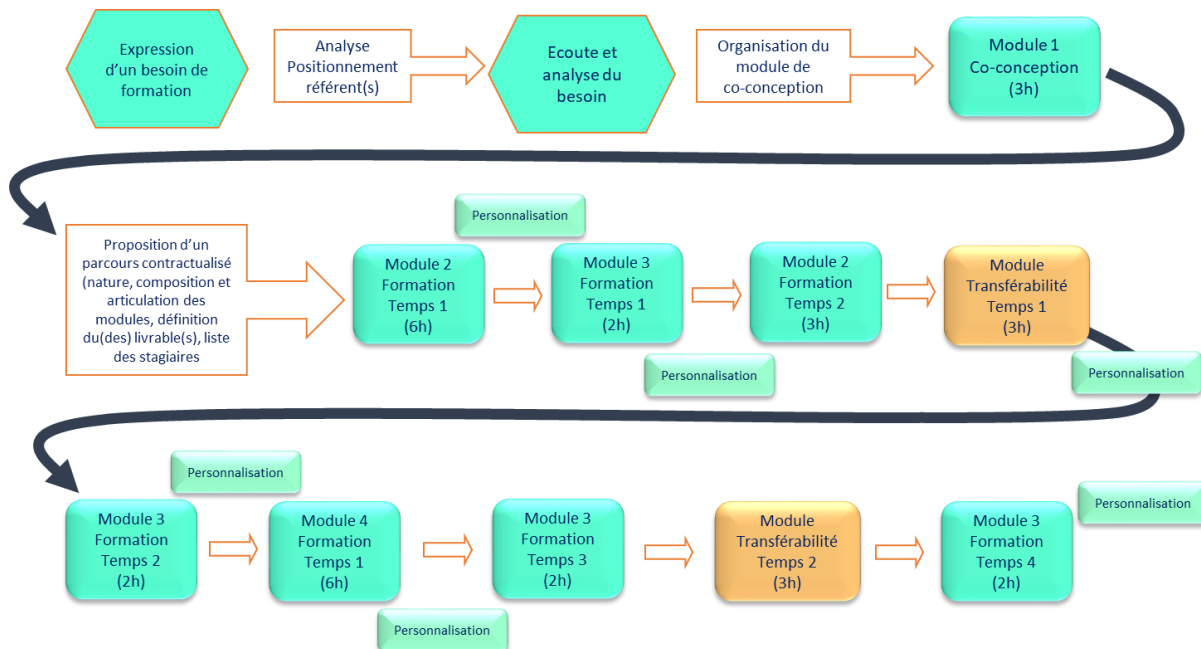 Expression
d'un besoin de
formation
Analyse
Positionnement
référent(s)
Ecoute et
analyse du
besoin
Organisation du
module de
co-conception
Module 1
Co-conception
(3h)
Proposition d'un
parcours contractualisé
(nature, composition et
articulation des
modules, définition
du(des) livrable(s), liste
des stagiaires
Module 2
Formation
Temps 1
(6h)
Personnalisation
Module 3
Formation
Temps 1
(2h)
Personnalisation
Module 2
Formation
Temps 2
(3h)
Module
Transférabilité
Temps 1
(3h)
Personnalisation
Module 3
Formation
Temps 2
(2h)
Personnalisation
Module 4
Formation
Temps 1
(6h)
Personnalisation
Module 3
Formation
Temps 3
(2h)
Module
Transférabilité
Temps 2
(3h)
Module 3
Formation
Temps 4
(2h)
Personnalisation